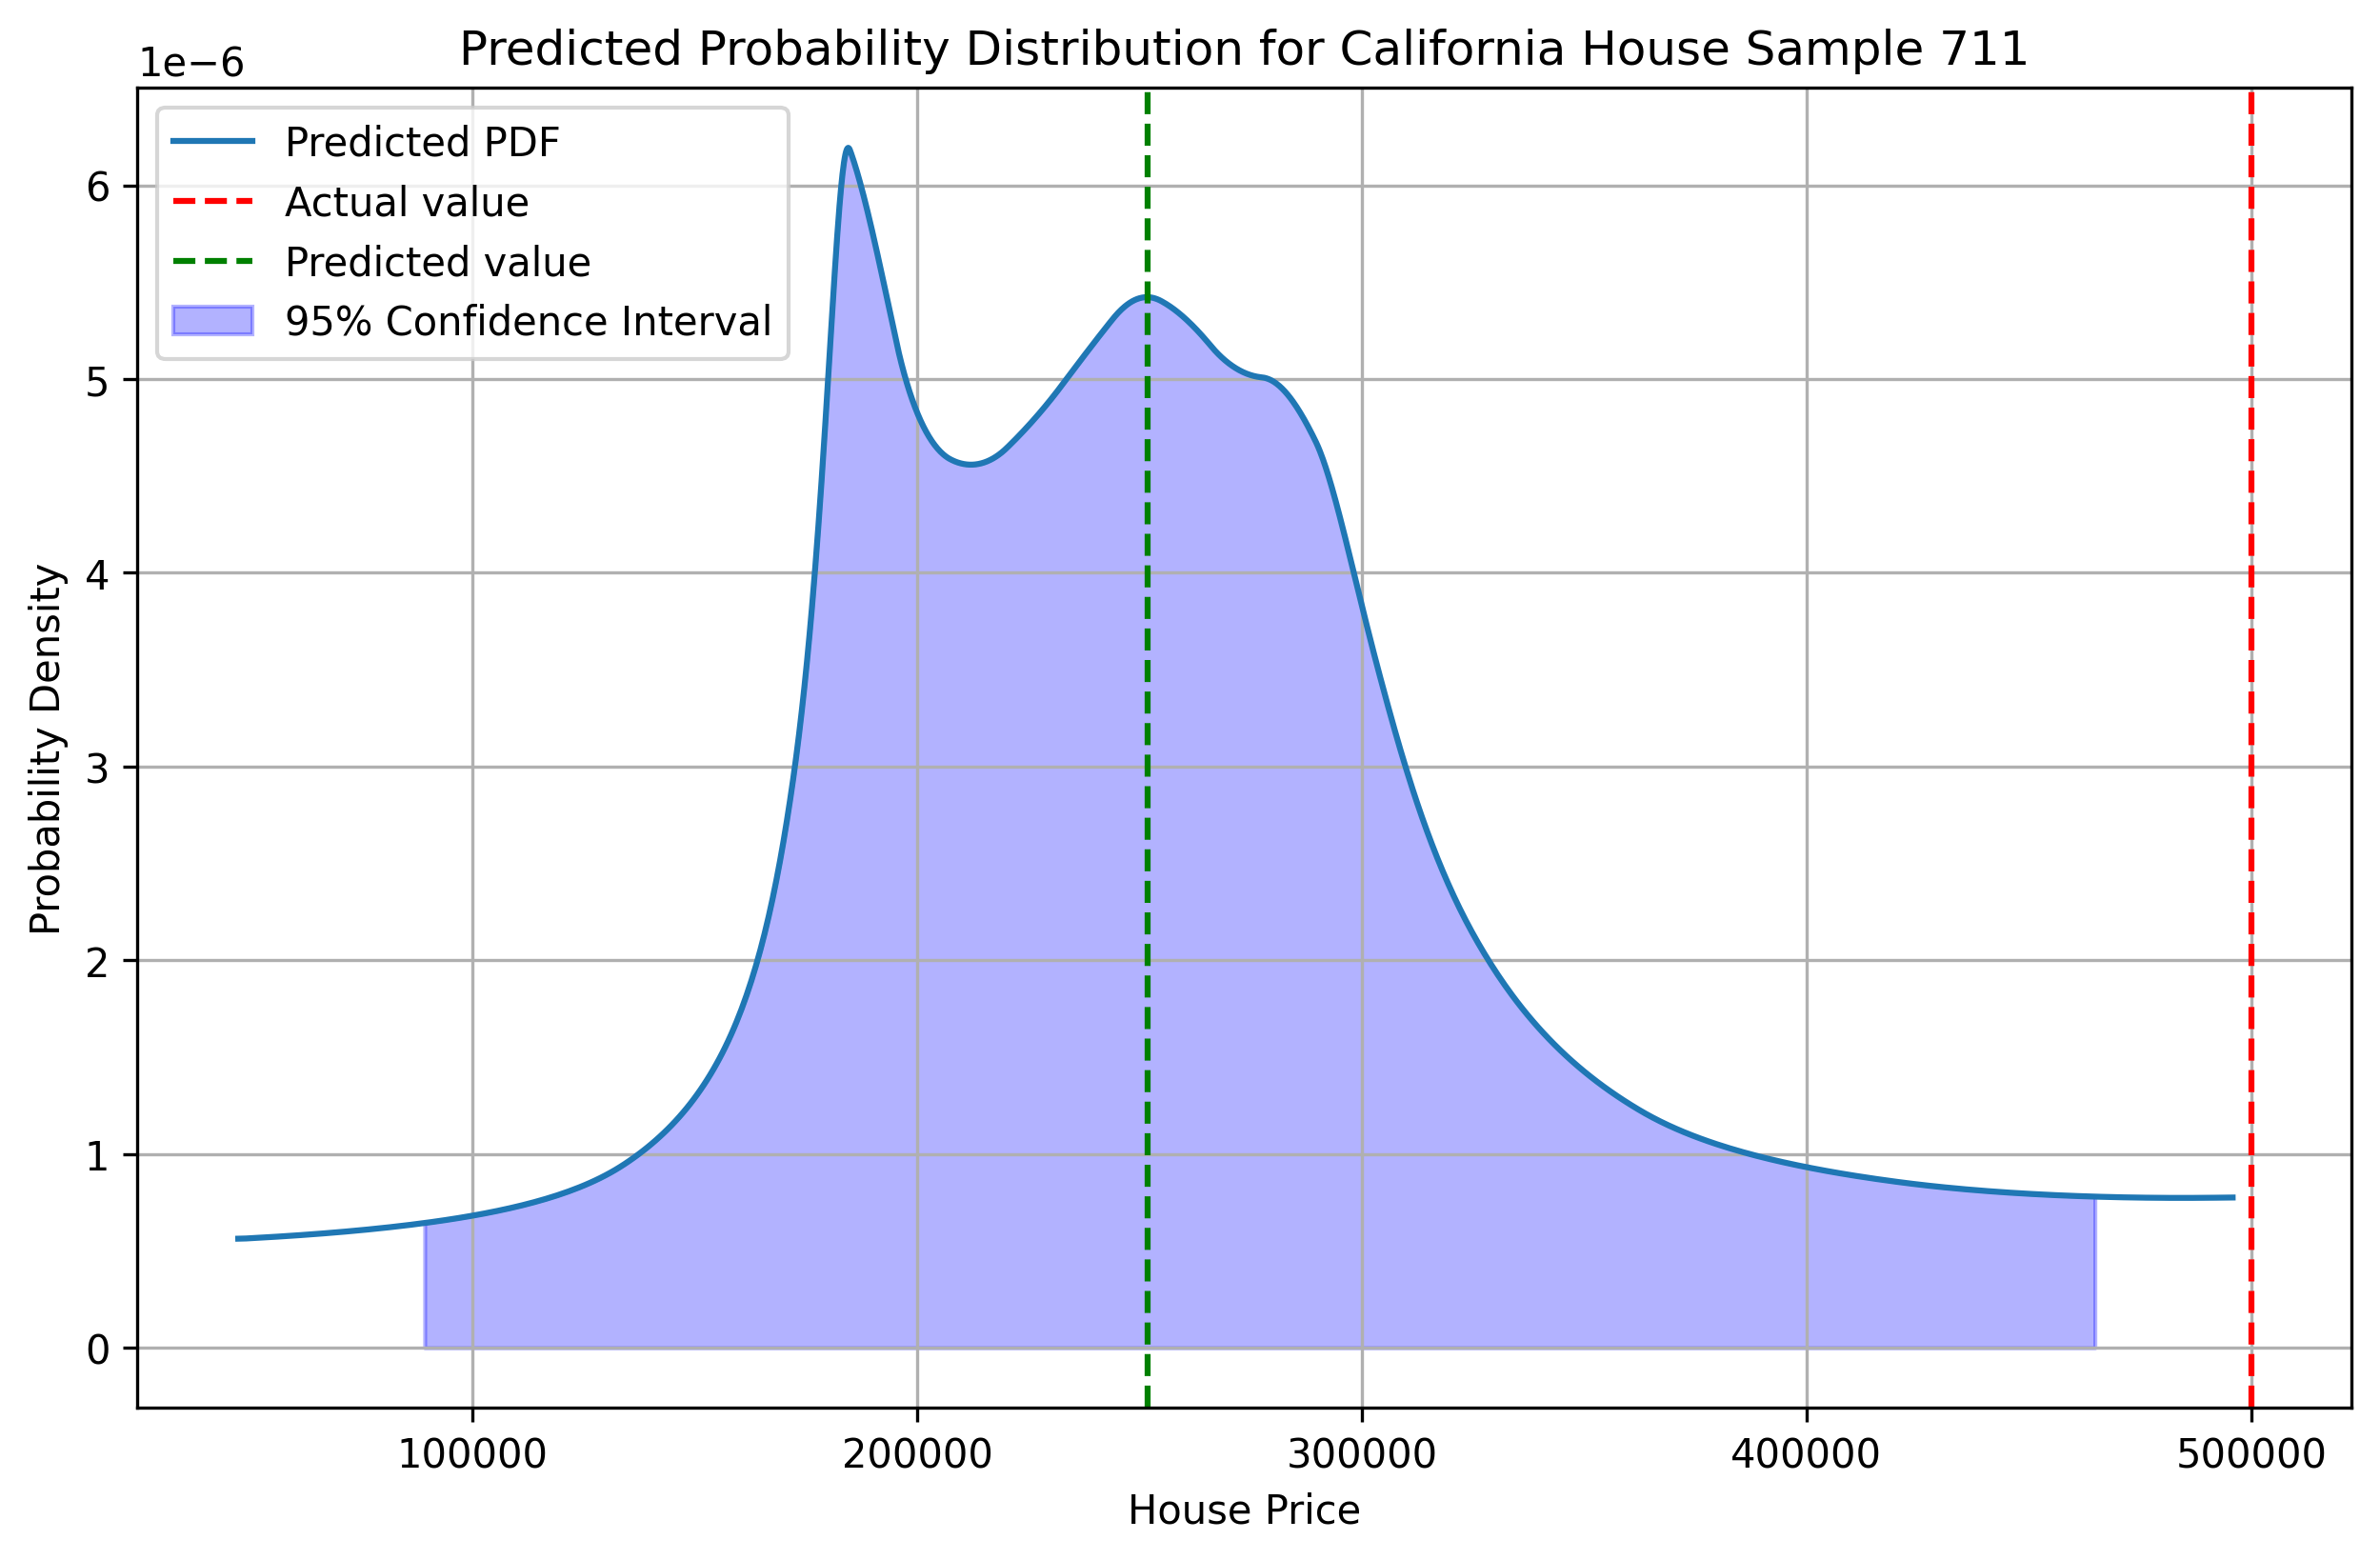 Predicted Probability Distribution for California House Sample 711
1e−6
Predicted PDF
Actual value
Predicted value
95% Confidence Interval
6
5
4
3
2
1
0
Probability Density
100000
200000
300000
400000
500000
House Price